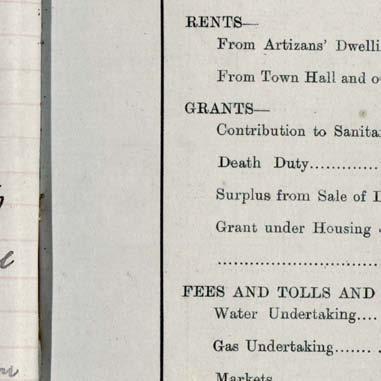 RENTS—
From Artizans' Dwelli
From Town Hall and o
GRANTS—
Contribution to Sanita
Death Duty..............
Surplus from Sale of
Grant under Housing
......................
FEES AND TOLLS AND
Water Undertaking....
Gas Undertaking...... .
Markets